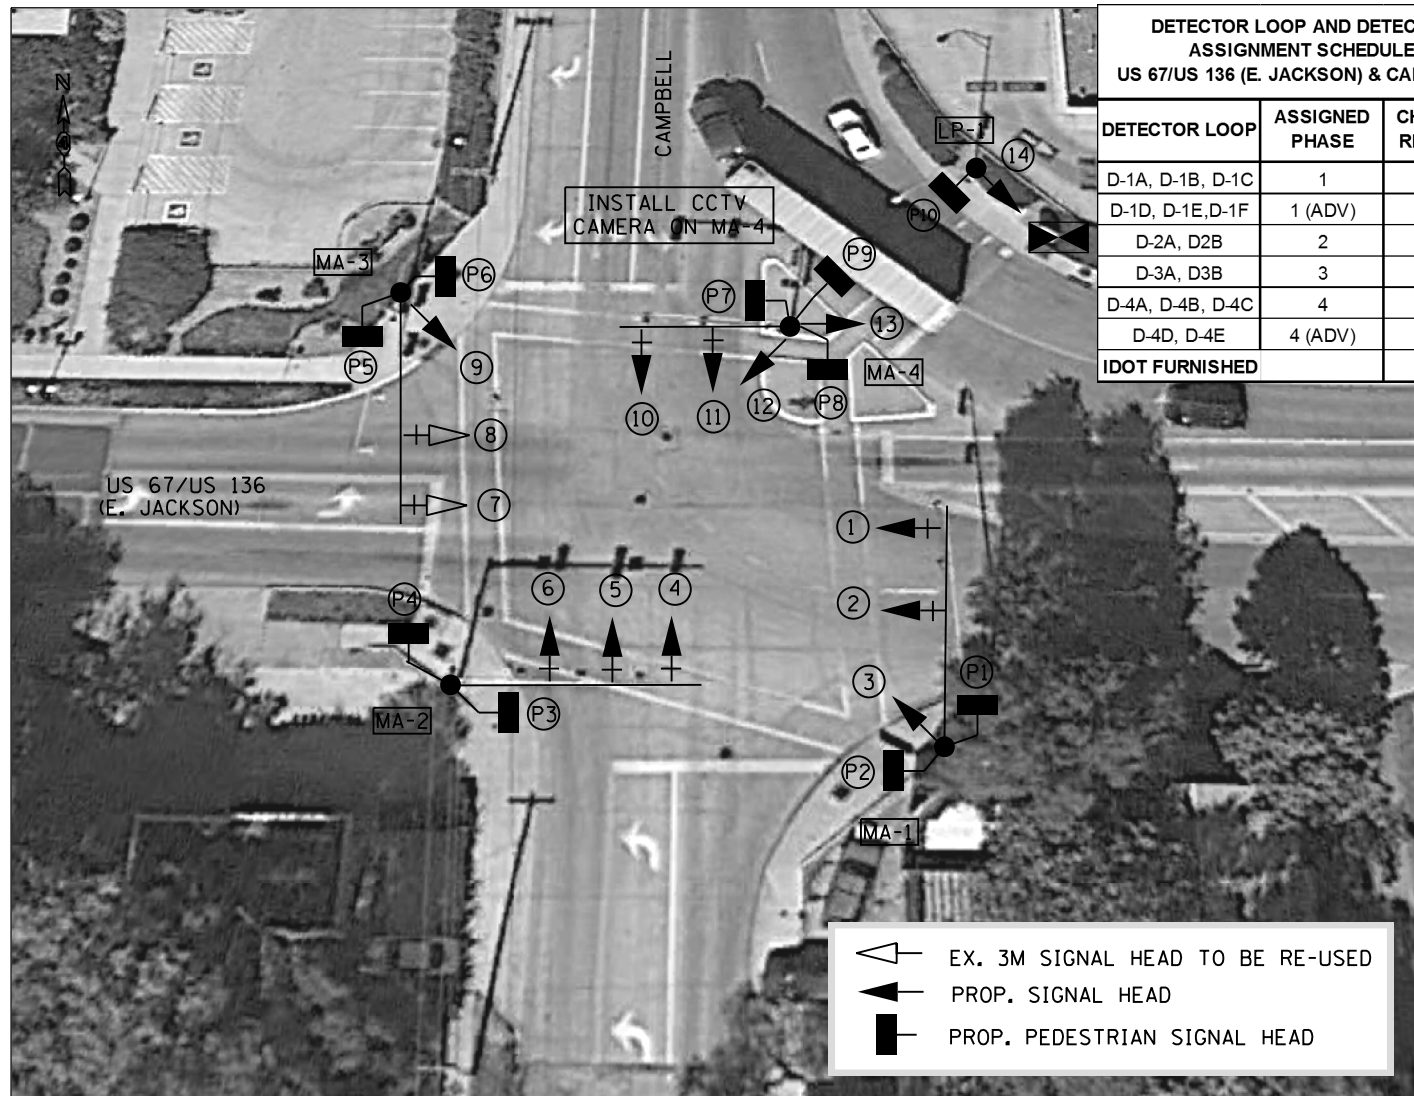 N
CAMPBELL
LP-1
14
P10
INSTALL CCTV
CAMERA ON MA-4
MA-3
P6
P9
P7
13
P5
9
MA-4
10
11
12
P8
8
US 67/US 136
(E. JACKSON)
7
1
P4
6
5
4
2
3
P1
MA-2
P3
P2
MA-1
DETECTOR LOOP AND DETEC
ASSIGNMENT SCHEDULE
US 67/US 136 (E. JACKSON) & CA
DETECTOR LOOP ASSIGNED PHASE
D-1A, D-1B, D-1C 1
D-1D, D-1E,D-1F 1 (ADV)
D-2A, D2B 2
D-3A, D3B 3
D-4A, D-4B, D-4C 4
D-4D, D-4E 4 (ADV)
IDOT FURNISHED
EX. 3M SIGNAL HEAD TO BE RE-USED
PROP. SIGNAL HEAD
PROP. PEDESTRIAN SIGNAL HEAD